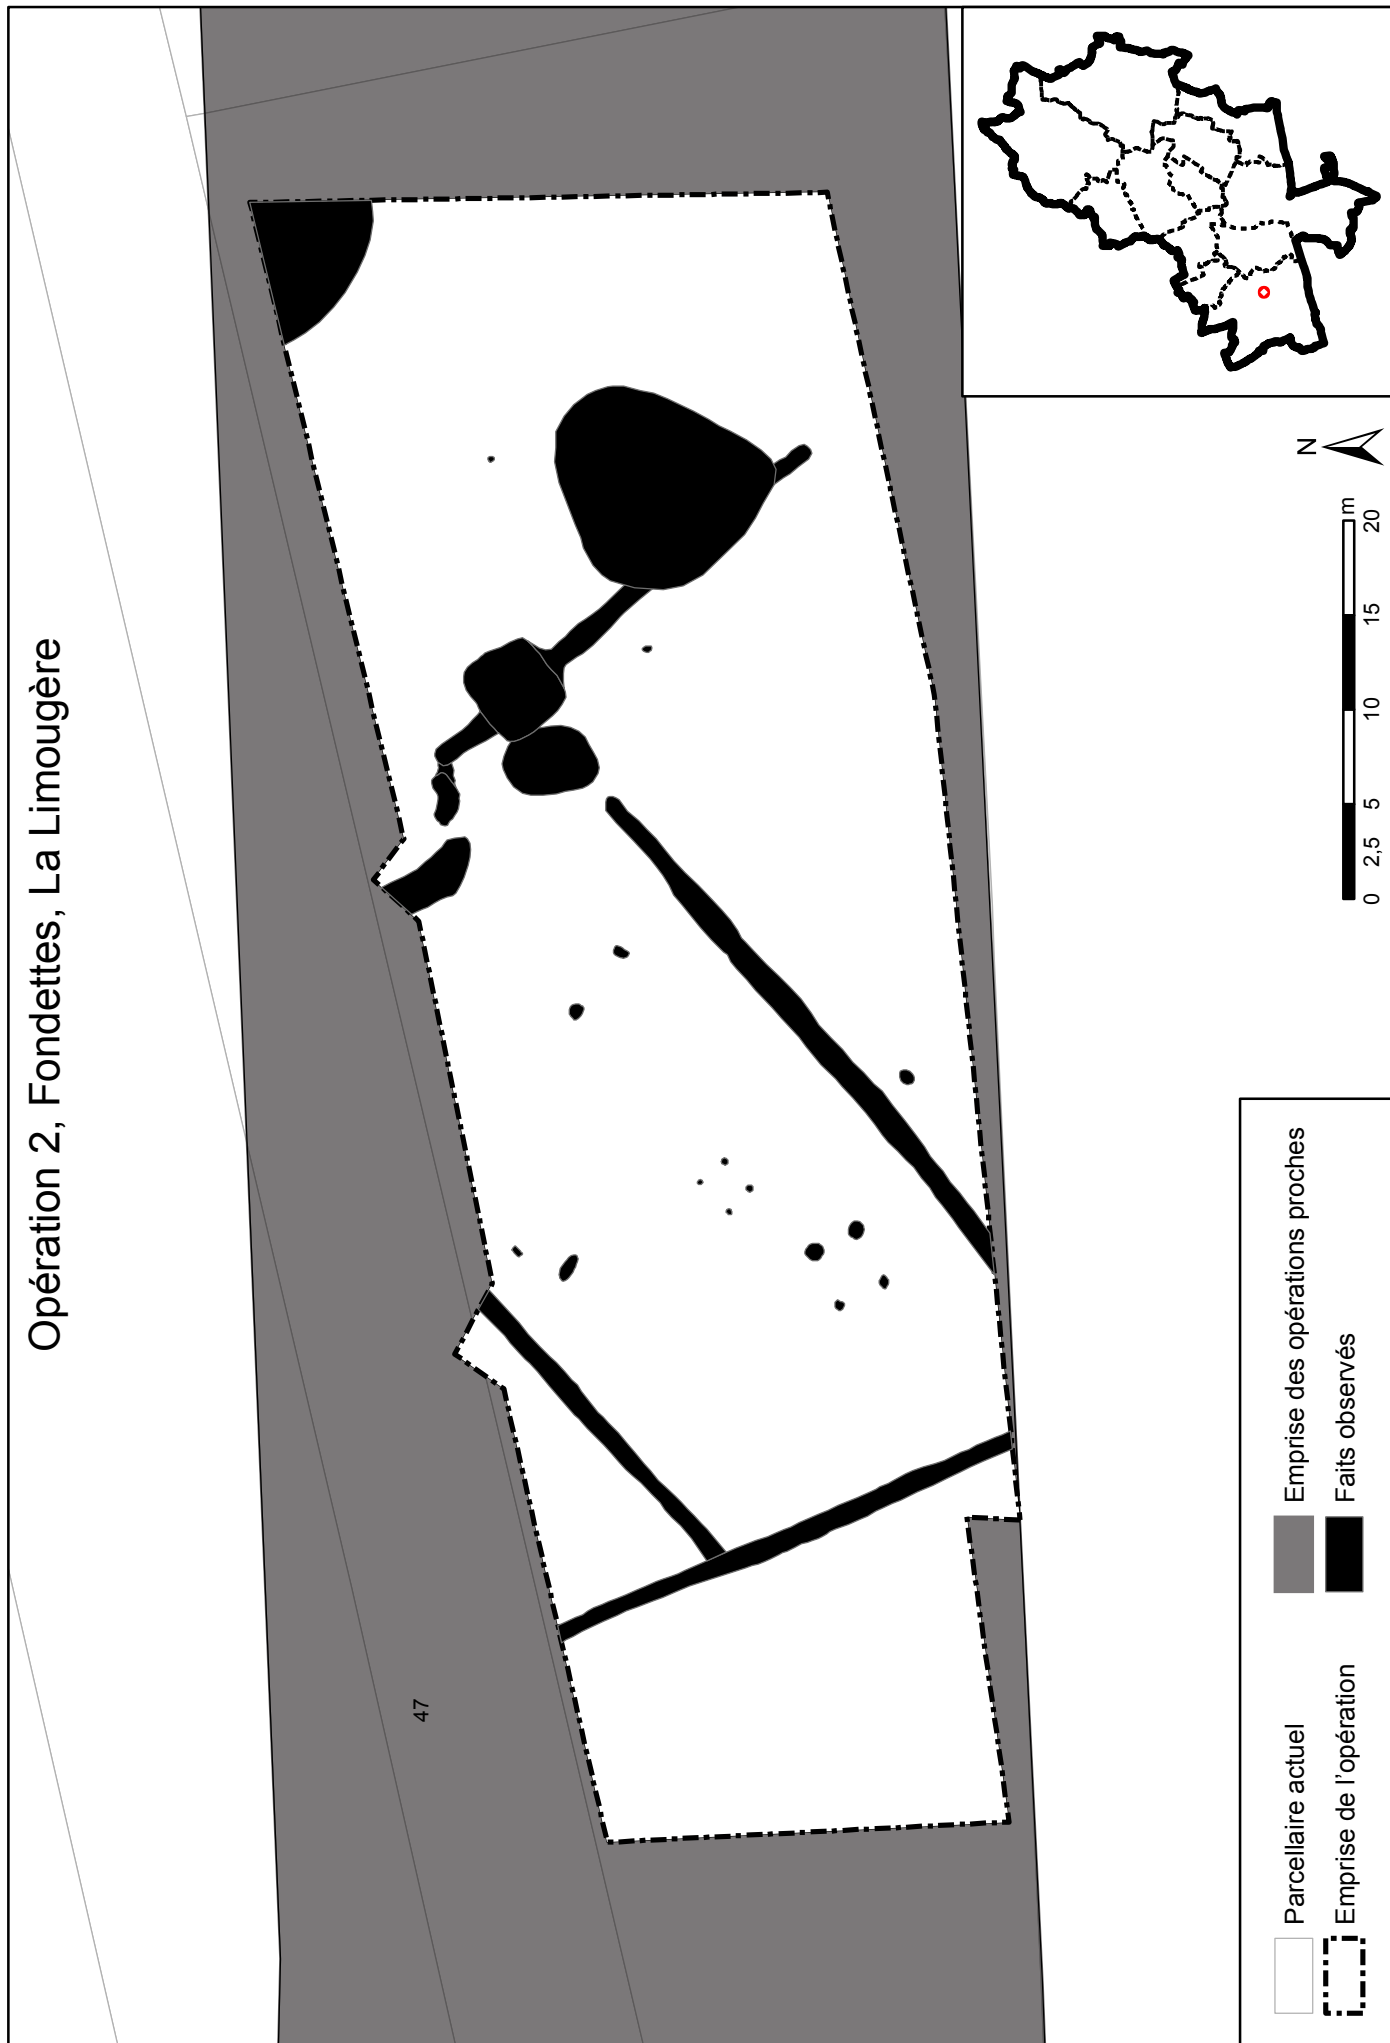 Opération 2, Fondettes, La Limougère
47
N
0 2,5 5 10 15 20 m
Parcellaire actuel
Emprise des opérations proches
Emprise de l'opération
Faits observés